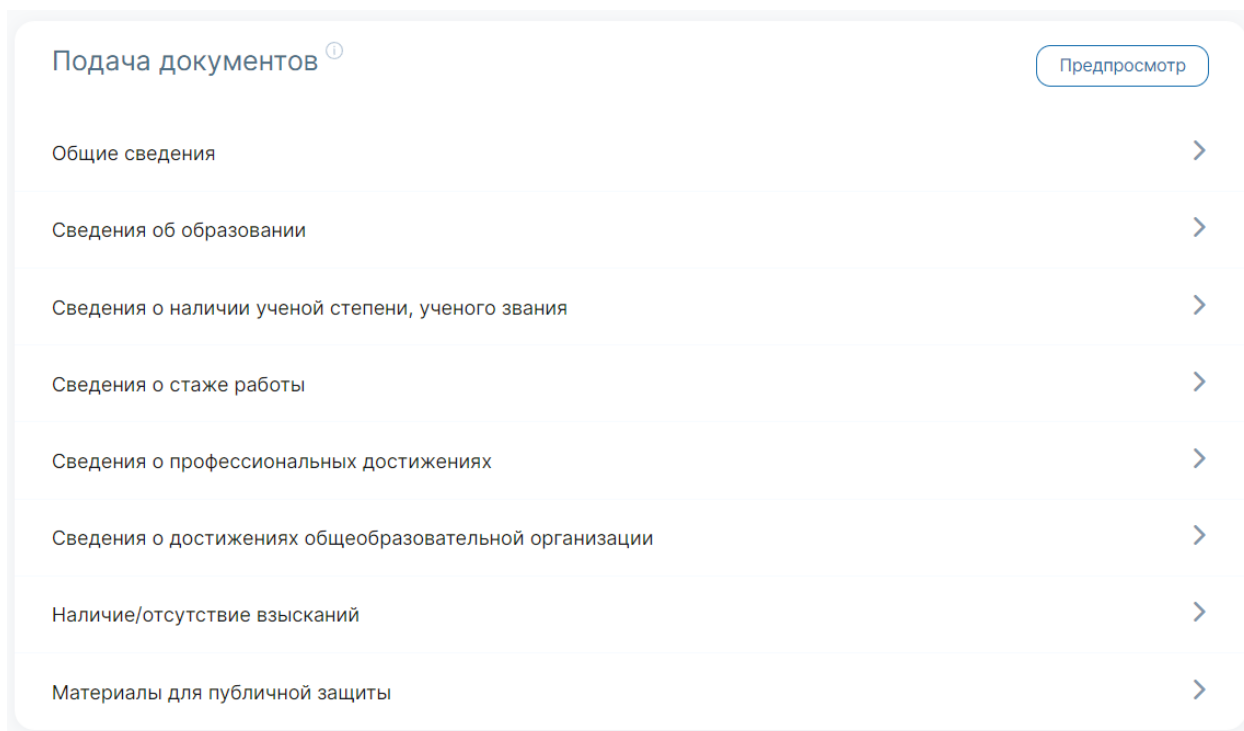 Подача документов
Предпросмотр
Общие сведения
Сведения об образовании
Сведения о наличии ученой степени, ученого звания
Сведения о стаже работы
Сведения о профессиональных достижениях
Сведения о достижениях общеобразовательной организации
Наличие/отсутствие взысканий
Материалы для публичной защиты